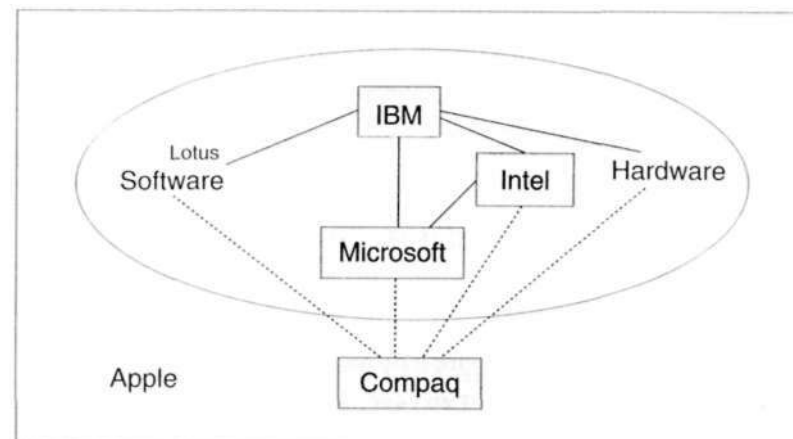 IBM
Lotus
Software
Intel
Hardware
Microsoft
Apple
Compaq